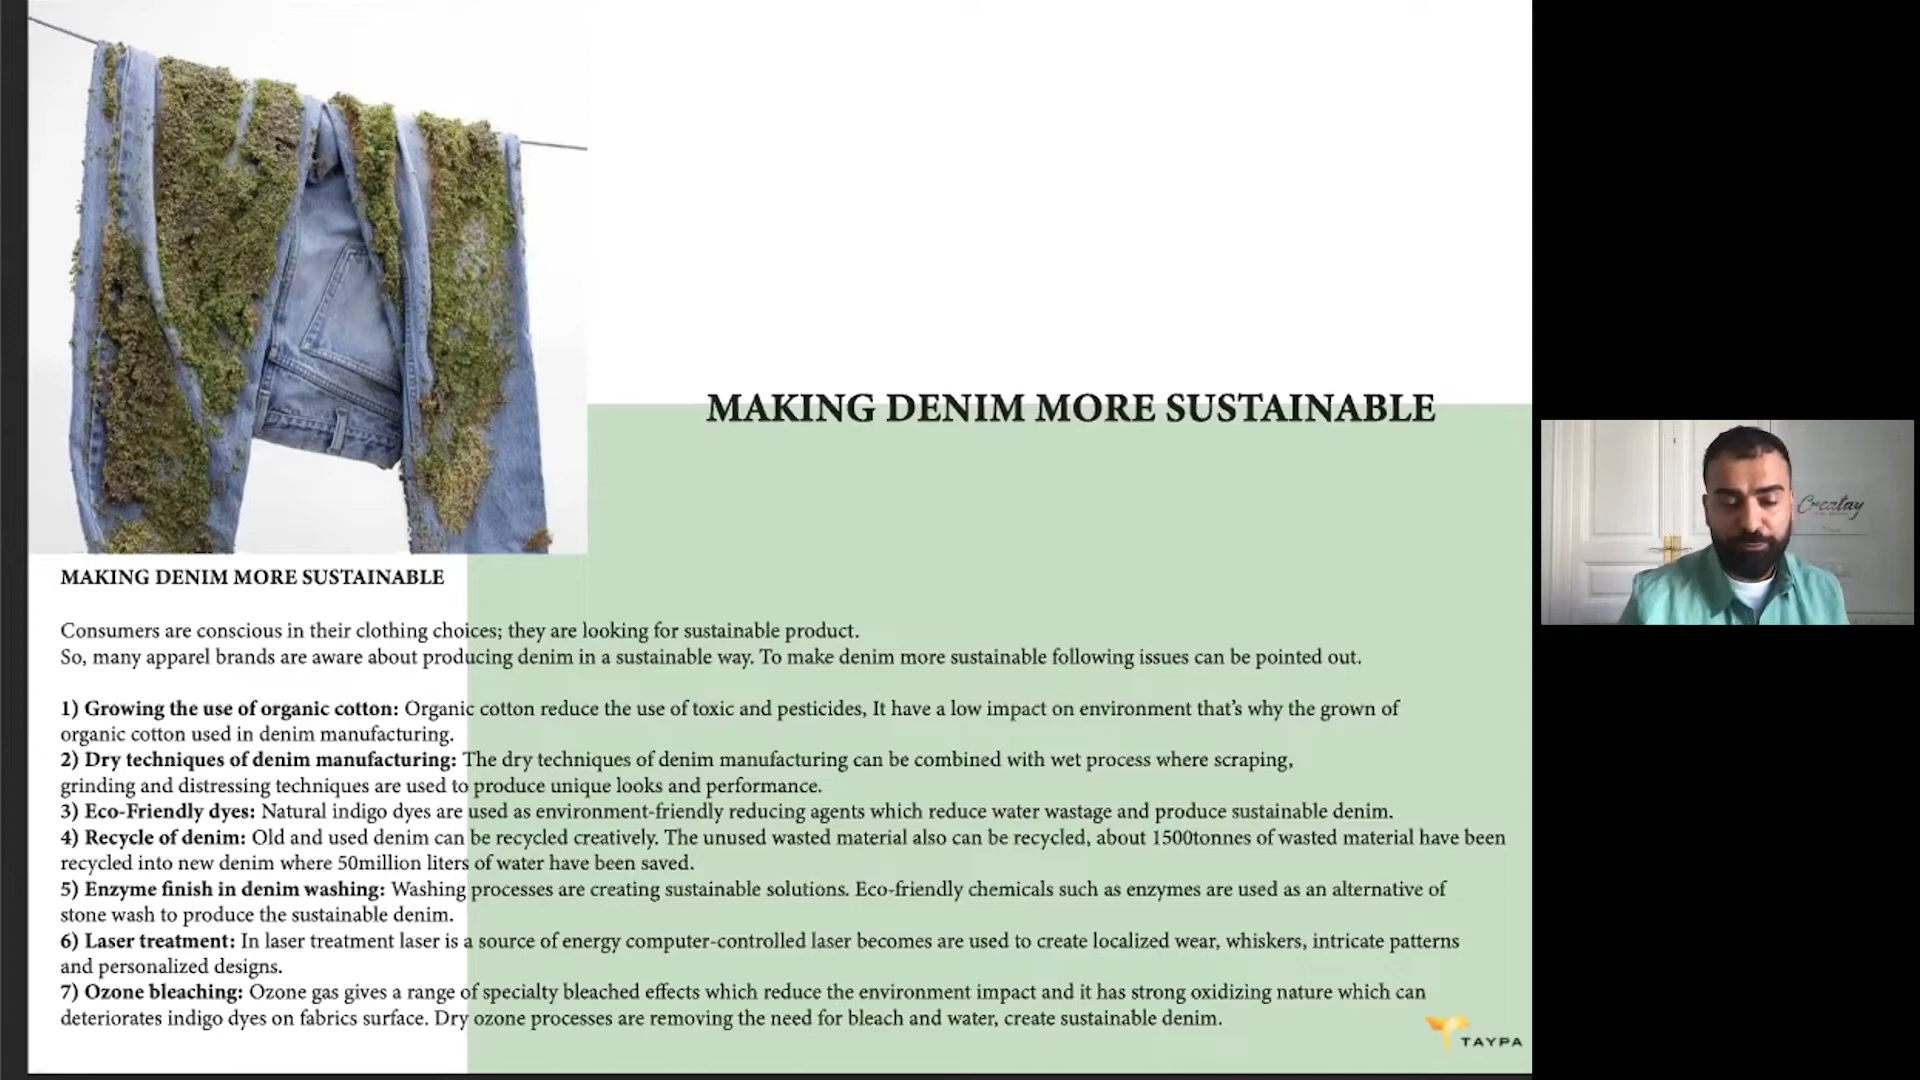 MAKING DENIM MORE SUSTAINABLE
MAKING DENIM MORE SUSTAINABLE
Consumers are conscious in their clothing choices; they are looking for sustainable product.
So, many apparel brands are aware about producing denim in a sustainable way. To make denim more sustainable following issues can be pointed out.
1) Growing the use of organic cotton: Organic cotton reduce the use of toxic and pesticides, It have a low impact on environment that's why the grown of
organic cotton used in denim manufacturing.
2) Dry techniques of denim manufacturing: The dry techniques of denim manufacturing can be combined with wet process where scraping,
grinding and distressing techniques are used to produce unique looks and performance.
3) Eco-Friendly dyes: Natural indigo dyes are used as environment-friendly reducing agents which reduce water wastage and produce sustainable denim.
4) Recycle of denim: Old and used denim can be recycled creatively. The unused wasted material also can be recycled, about 1500tonnes of wasted material have been
recycled into new denim where 50million liters of water have been saved.
5) Enzyme finish in denim washing: Washing processes are creating sustainable solutions. Eco-friendly chemicals such as enzymes are used as an alternative of
stone wash to produce the sustainable denim.
6) Laser treatment: In laser treatment laser is a source of energy computer-controlled laser becomes are used to create localized wear, whiskers, intricate patterns
and personalized designs.
7) Ozone bleaching: Ozone gas gives a range of specialty bleached effects which reduce the environment impact and it has strong oxidizing nature which can
deteriorates indigo dyes on fabrics surface. Dry ozone processes are removing the need for bleach and water, create sustainable denim.
TAYPA
Creatay